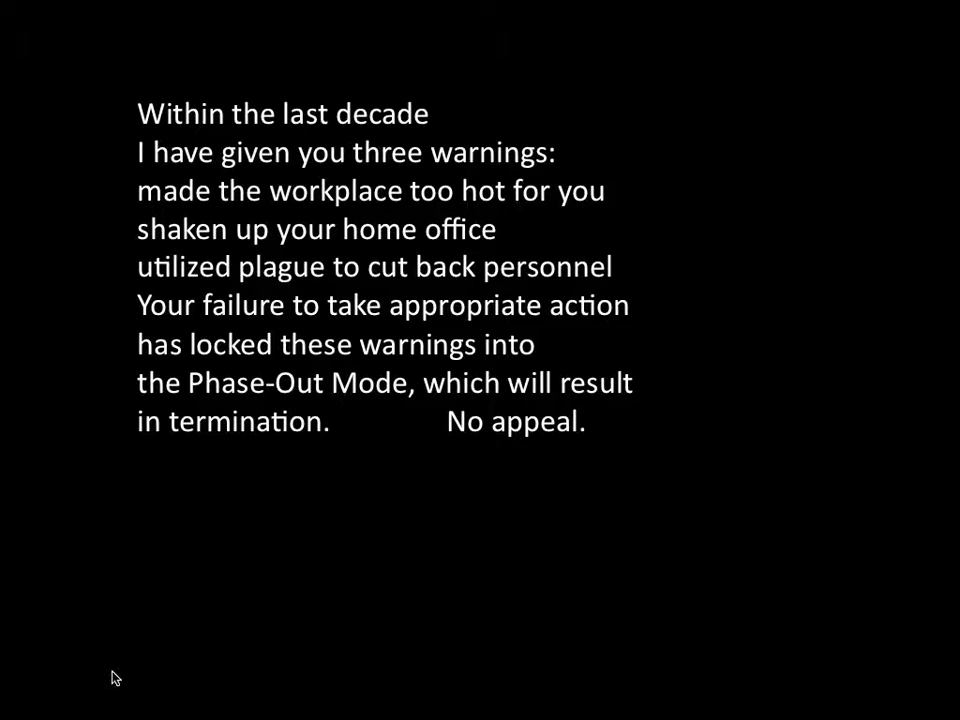 Within the last decade
I have given you three warnings:
made the workplace too hot for you
shaken up your home office
utilized plague to cut back personnel
Your failure to take appropriate action
has locked these warnings into
the Phase-Out Mode, which will result
in termination. No appeal.